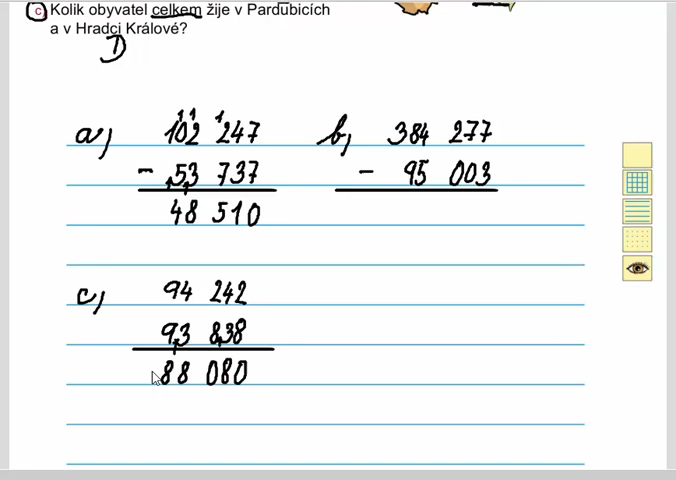 c Kolik obyvatel celkem žije v Pardubicích
a v Hradci Králové?
D
a) 102 247
- 53 737
48 510
b) 384 277
- 95 003
c) 94 242
93 838
88 080